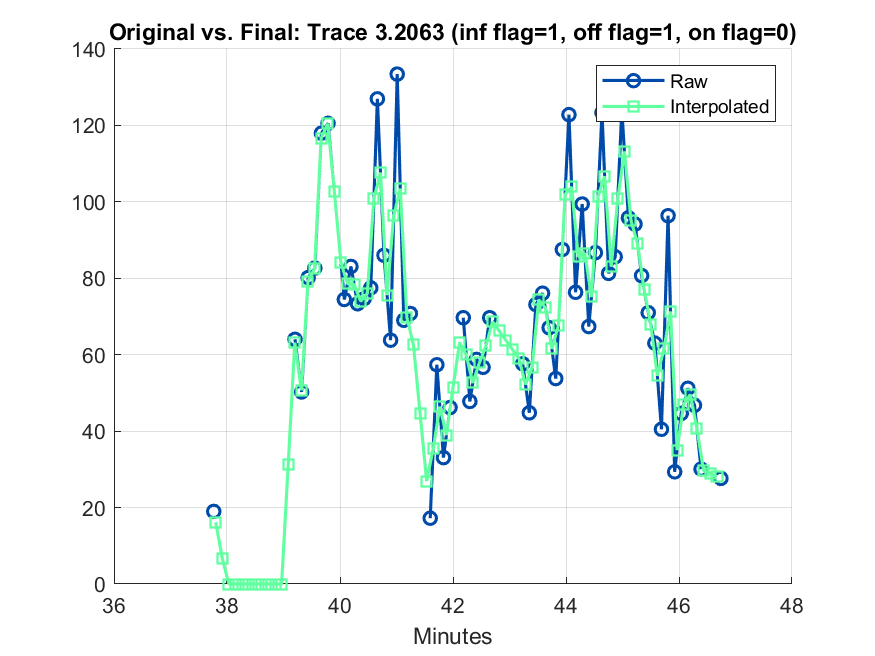 Original vs. Final: Trace 3.2063 (inf flag=1, off flag=1, on flag=0)
140
120
100
80
60
40
20
0
Raw
Interpolated
36 38 40 42 44 46 48
Minutes